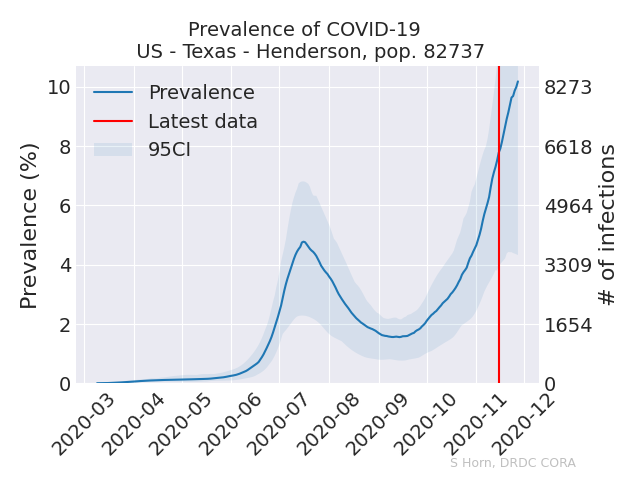 Prevalence of COVID-19
US - Texas - Henderson, pop. 82737
Prevalence
Latest data
95CI
Prevalence (%)
10
8
6
4
2
0
8273
6618
4964
3309
1654
0
# of infections
2020-03
2020-04
2020-05
2020-06
2020-07
2020-08
2020-09
2020-10
2020-11
2020-12
S Horn, DRDC CORA